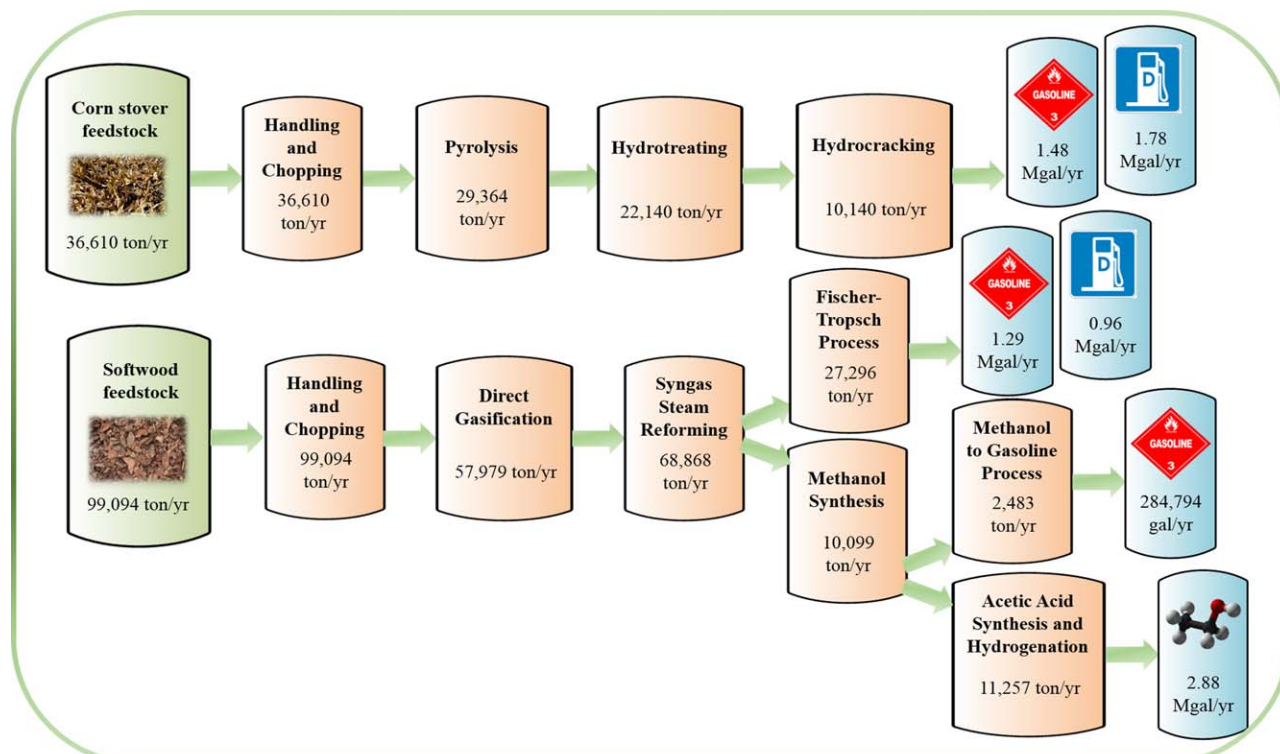 Corn stover
feedstock
36,610 ton/yr
Handling
and
Chopping
36,610
ton/yr
Pyrolysis
29,364
ton/yr
Hydrotreating
22,140 ton/yr
Hydrocracking
10,140 ton/yr
GASOLINE
3
1.48
Mgal/yr
D
1.78
Mgal/yr
Softwood
feedstock
99,094 ton/yr
Handling
and
Chopping
99,094
ton/yr
Direct
Gasification
57,979 ton/yr
Syngas
Steam
Reforming
68,868
ton/yr
Fischer-
Tropsch
Process
27,296
ton/yr
GASOLINE
3
1.29
Mgal/yr
D
0.96
Mgal/yr
Methanol
Synthesis
10,099
ton/yr
Methanol
to Gasoline
Process
2,483
ton/yr
GASOLINE
3
284,794
gal/yr
Acetic Acid
Synthesis and
Hydrogenation
11,257 ton/yr
2.88
Mgal/yr